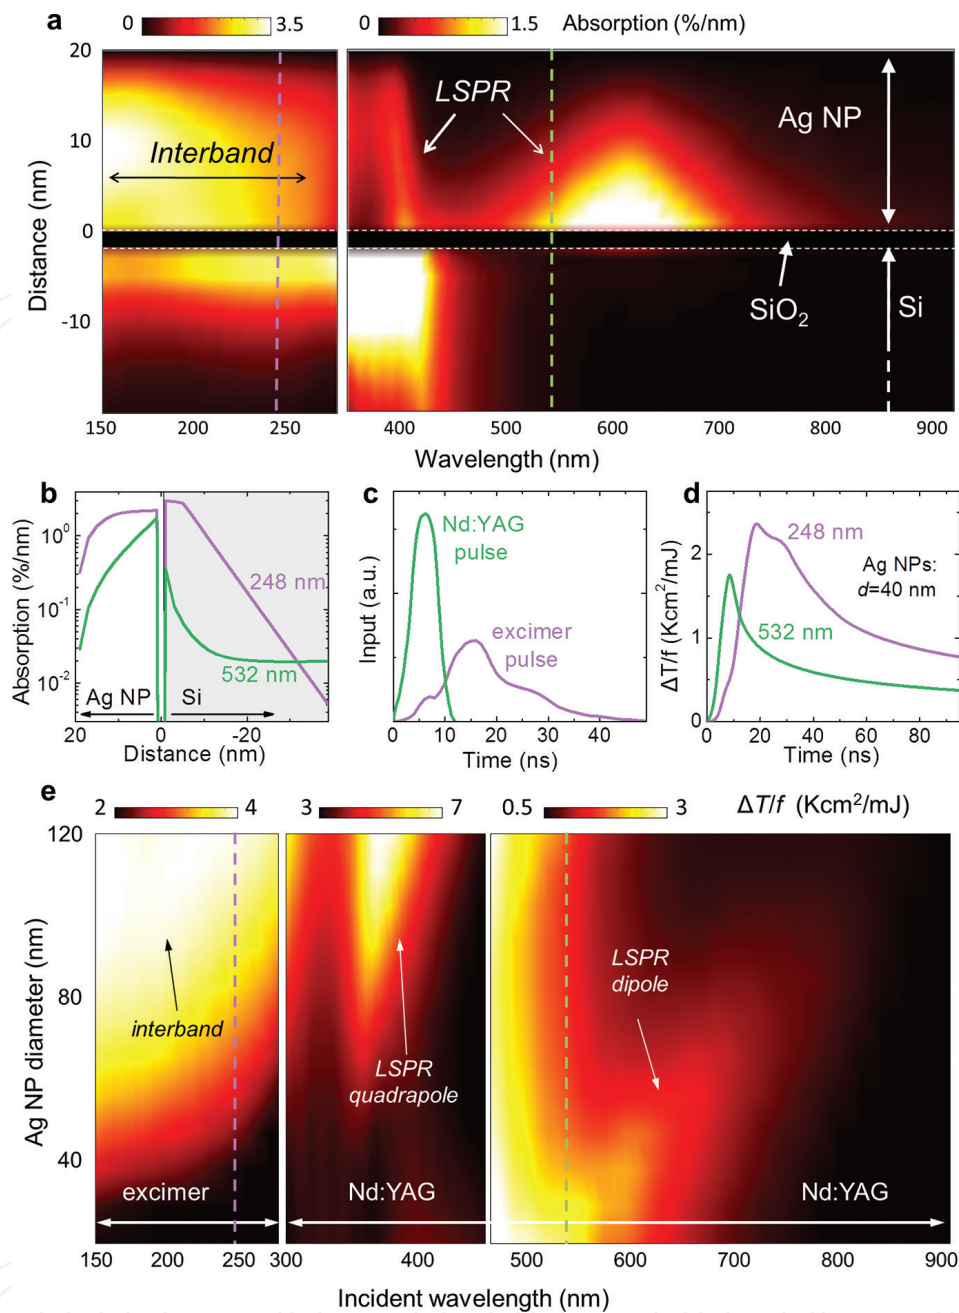 a
0 3.5 0 1.5 Absorption (%/nm)
20
10
0
-10
Distance (nm)
Interband
LSPR
Ag NP
SiO2
Si
150 200 250 400 500 600 700 800 900
Wavelength (nm)
b
10^0
10^-1
10^-2
Absorption (%/nm)
248 nm
532 nm
Ag NP
Si
20 0 -20
Distance (nm)
c
Input (a.u.)
Nd:YAG
pulse
excimer
pulse
0 10 20 30 40
Time (ns)
d
2
1
0
ΔT/f (Kcm²/mJ)
248 nm
Ag NPs:
d=40 nm
532 nm
0 20 40 60 80
Time (ns)
e
2 4 3 7 0.5 3 ΔT/f (Kcm²/mJ)
120
80
40
Ag NP diameter (nm)
interband
LSPR
quadrapole
LSPR
dipole
excimer
Nd:YAG
Nd:YAG
150 200 250 300 400 500 600 700 800 900
Incident wavelength (nm)